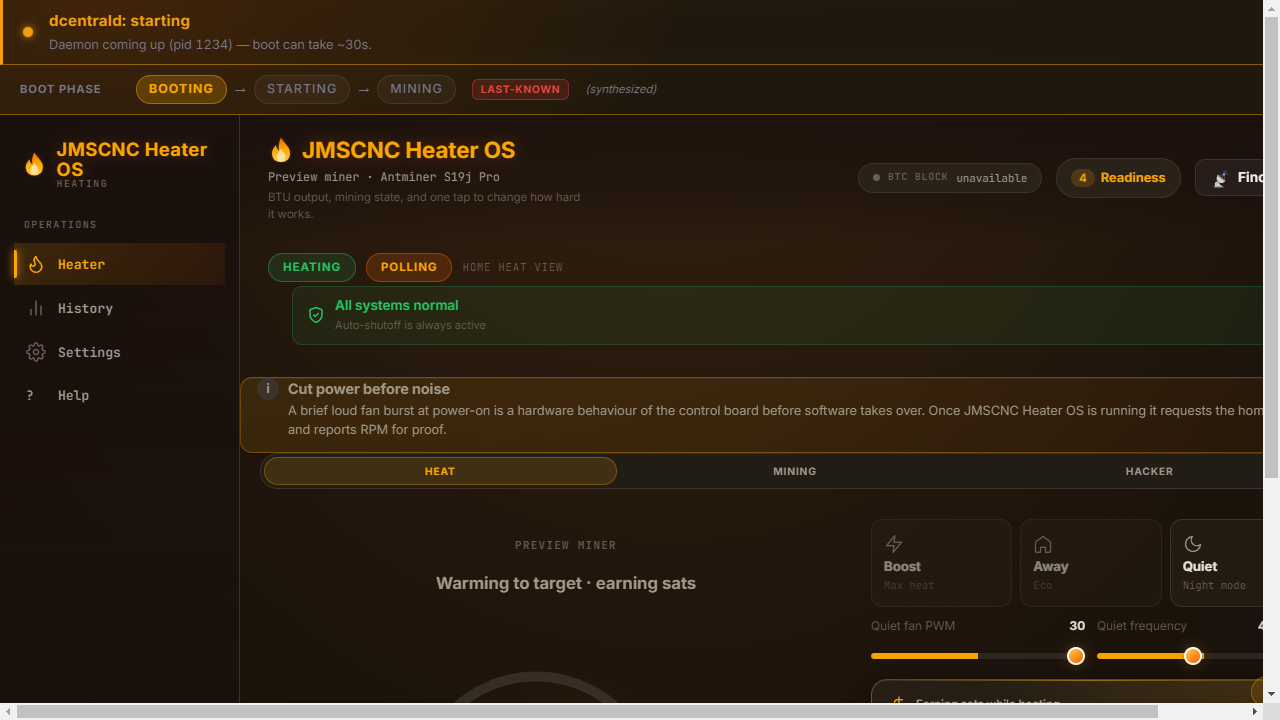 dcentrald: starting
Daemon coming up (pid 1234) — boot can take ~30s.
BOOT PHASE BOOTING → STARTING → MINING LAST-KNOWN (synthesized)
JMSCNC Heater OS
HEATING
OPERATIONS
Heater
History
Settings
? Help
JMSCNC Heater OS
Preview miner · Antminer S19j Pro
BTU output, mining state, and one tap to change how hard
it works.
BTC BLOCK unavailable
4 Readiness
HEATING POLLING HOME HEAT VIEW
All systems normal
Auto-shutoff is always active
i Cut power before noise
A brief loud fan burst at power-on is a hardware behaviour of the control board before software takes over. Once JMSCNC Heater OS is running it requests the
and reports RPM for proof.
HEAT MINING HACKER
PREVIEW MINER
Warming to target · earning sats
Boost
Max heat
Away
Eco
Quiet
Night mode
Quiet fan PWM 30 Quiet frequency
Earning sats while heating